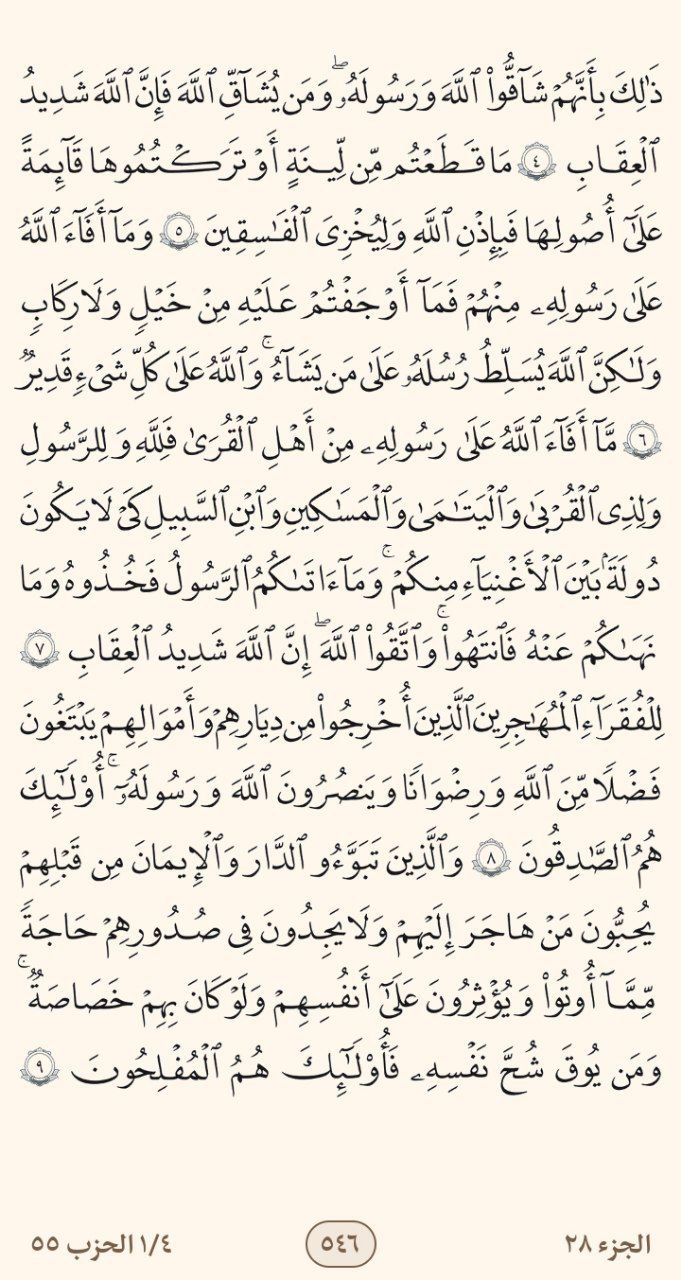 ذَٰلِكَ بِأَنَّهُمْ شَآقُّوا۟ ٱللَّهَ وَرَسُولَهُۥ ۖ وَمَن يُشَآقِّ ٱللَّهَ فَإِنَّ ٱللَّهَ شَدِيدُ
ٱلْعِقَابِ ٤ مَا قَطَعْتُم مِّن لِّينَةٍ أَوْ تَرَكْتُمُوهَا قَآئِمَةً
عَلَىٰٓ أُصُولِهَا فَبِإِذْنِ ٱللَّهِ وَلِيُخْزِىَ ٱلْفَـٰسِقِينَ ٥ وَمَآ أَفَآءَ ٱللَّهُ
عَلَىٰ رَسُولِهِۦ مِنْهُمْ فَمَآ أَوْجَفْتُمْ عَلَيْهِ مِنْ خَيْلٍ وَلَا رِكَابٍ
وَلَـٰكِنَّ ٱللَّهَ يُسَلِّطُ رُسُلَهُۥ عَلَىٰ مَن يَشَآءُ ۚ وَٱللَّهُ عَلَىٰ كُلِّ شَىْءٍ قَدِيرٌ
٦ مَّآ أَفَآءَ ٱللَّهُ عَلَىٰ رَسُولِهِۦ مِنْ أَهْلِ ٱلْقُرَىٰ فَلِلَّهِ وَلِلرَّسُولِ
وَلِذِى ٱلْقُرْبَىٰ وَٱلْيَتَـٰمَىٰ وَٱلْمَسَـٰكِينِ وَٱبْنِ ٱلسَّبِيلِ كَىْ لَا يَكُونَ
دُولَةًۢ بَيْنَ ٱلْأَغْنِيَآءِ مِنكُمْ ۚ وَمَآ ءَاتَىٰكُمُ ٱلرَّسُولُ فَخُذُوهُ وَمَا
نَهَىٰكُمْ عَنْهُ فَٱنتَهُوا۟ ۚ وَٱتَّقُوا۟ ٱللَّهَ ۖ إِنَّ ٱللَّهَ شَدِيدُ ٱلْعِقَابِ ٧
لِلْفُقَرَآءِ ٱلْمُهَـٰجِرِينَ ٱلَّذِينَ أُخْرِجُوا۟ مِن دِيَـٰرِهِمْ وَأَمْوَٰلِهِمْ يَبْتَغُونَ
فَضْلًا مِّنَ ٱللَّهِ وَرِضْوَٰنًا وَيَنصُرُونَ ٱللَّهَ وَرَسُولَهُۥٓ ۚ أُو۟لَـٰٓئِكَ
هُمُ ٱلصَّـٰدِقُونَ ٨ وَٱلَّذِينَ تَبَوَّءُو ٱلدَّارَ وَٱلْإِيمَـٰنَ مِن قَبْلِهِمْ
يُحِبُّونَ مَنْ هَاجَرَ إِلَيْهِمْ وَلَا يَجِدُونَ فِى صُدُورِهِمْ حَاجَةً
مِّمَّآ أُوتُوا۟ وَيُؤْثِرُونَ عَلَىٰٓ أَنفُسِهِمْ وَلَوْ كَانَ بِهِمْ خَصَاصَةٌ ۚ
وَمَن يُوقَ شُحَّ نَفْسِهِۦ فَأُو۟لَـٰٓئِكَ هُمُ ٱلْمُفْلِحُونَ ٩
الجزء ٢٨ ٥٤٦ ١/٤ الحزب ٥٥